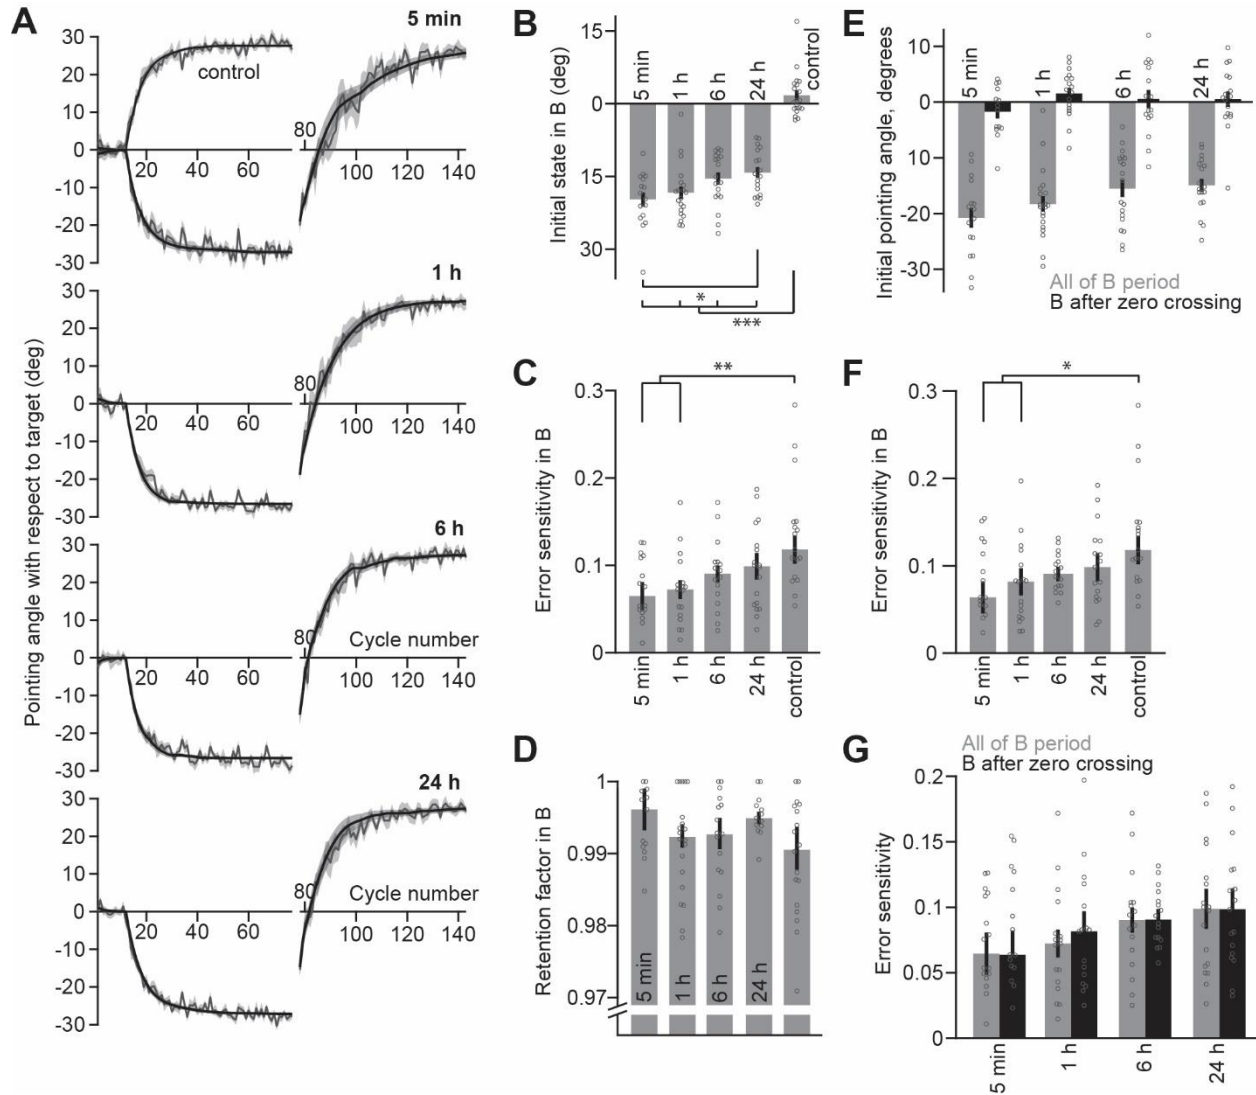 A
Pointing angle with respect to target (deg)
5 min
30
20
10
0
-10
-20
-30
control
20
40
60
80
100
120
140
1 h
30
20
10
0
-10
-20
-30
20
40
60
80
100
120
140
6 h
30
20
10
0
-10
-20
-30
Cycle number
20
40
60
80
100
120
140
24 h
30
20
10
0
-10
-20
-30
Cycle number
20
40
60
80
100
120
140
B
Initial state in B (deg)
15
0
15
30
5 min
1 h
6 h
24 h
control
*
***
C
Error sensitivity in B
0.3
0.2
0.1
0
**
5 min
1 h
6 h
24 h
control
D
Retention factor in B
1
0.99
0.98
0.97
5 min
1 h
6 h
24 h
E
Initial pointing angle, degrees
10
0
-10
-20
-30
5 min
1 h
6 h
24 h
All of B period
B after zero crossing
F
Error sensitivity in B
0.3
0.2
0.1
0
*
5 min
1 h
6 h
24 h
control
All of B period
B after zero crossing
G
Error sensitivity
0.2
0.15
0.1
0.05
0
5 min
1 h
6 h
24 h